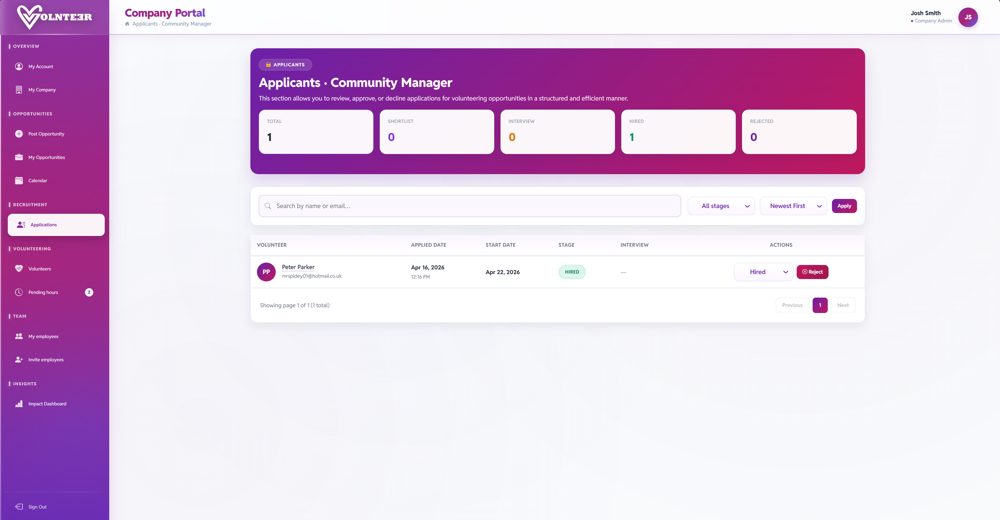 VOLNTEER
Company Portal
Applicants · Community Manager
Josh Smith
Company Admin
JS
OVERVIEW
My Account
My Company
OPPORTUNITIES
Post Opportunity
My Opportunities
Calendar
RECRUITMENT
Applications
VOLUNTEERING
Volunteers
Pending hours 2
TEAM
My employees
Invite employees
INSIGHTS
Impact Dashboard
Sign Out
APPLICANTS
Applicants · Community Manager
This section allows you to review, approve, or decline applications for volunteering opportunities in a structured and efficient manner.
TOTAL SHORTLIST INTERVIEW HIRED REJECTED
1 0 0 1 0
Search by name or email... All stages Newest First Apply
VOLUNTEER APPLIED DATE START DATE STAGE INTERVIEW ACTIONS
PP Peter Parker Apr 16, 2026 Apr 22, 2026 HIRED — Hired Reject
mrspidey01@hotmail.co.uk 12:16 PM
Showing page 1 of 1 (1 total) Previous 1 Next